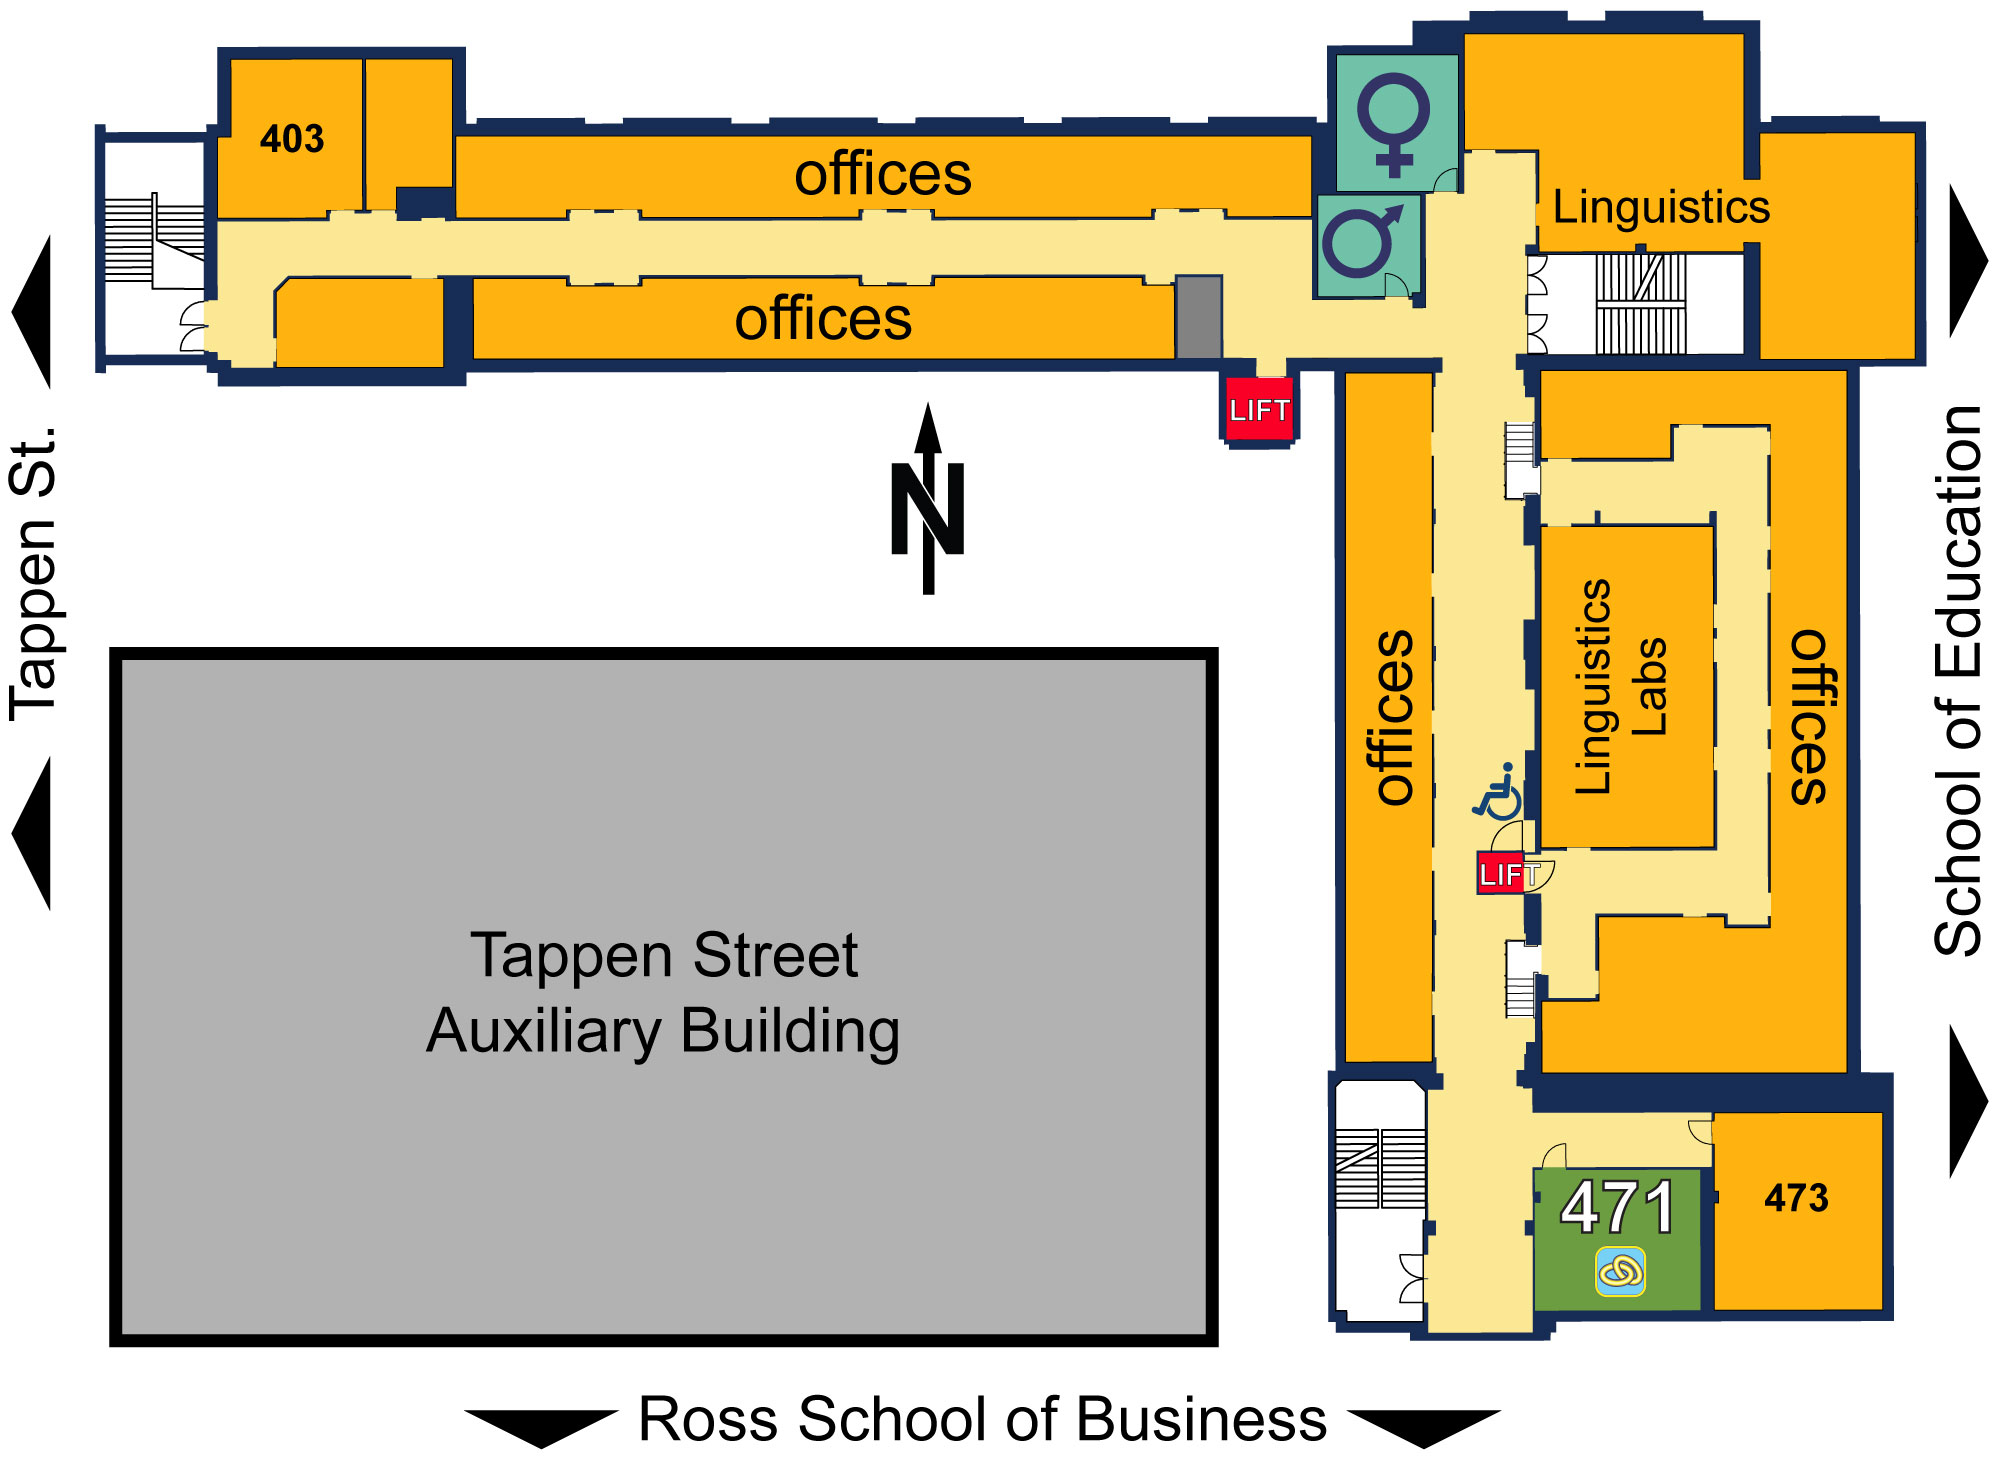 403
offices
Linguistics
offices
LIFT
N
Tappen St.
School of Education
offices
Linguistics
Labs
offices
LIFT
Tappen Street
Auxiliary Building
471
473
Ross School of Business